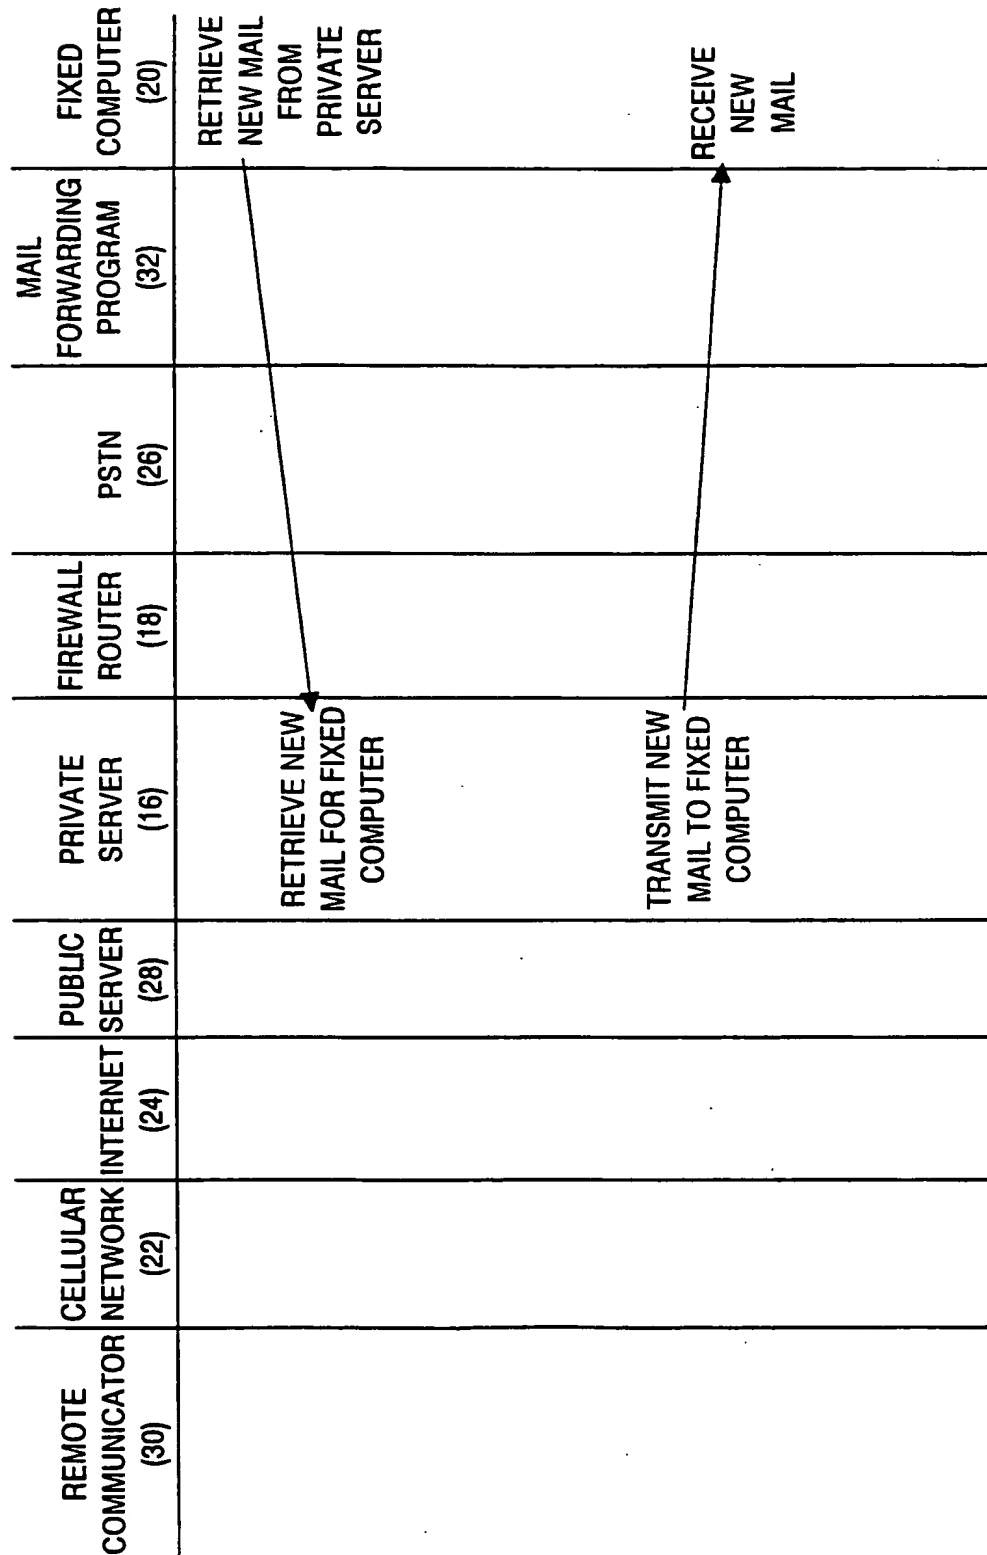 REMOTE
COMMUNICATOR
(30)
CELLULAR
NETWORK
(22)
INTERNET
(24)
PUBLIC
SERVER
(28)
PRIVATE
SERVER
(16)
FIREWALL
ROUTER
(18)
PSTN
(26)
MAIL
FORWARDING
PROGRAM
(32)
FIXED
COMPUTER
(20)
RETRIEVE
NEW MAIL
FROM
PRIVATE
SERVER
RETRIEVE NEW
MAIL FOR FIXED
COMPUTER
TRANSMIT NEW
MAIL TO FIXED
COMPUTER
RECEIVE
NEW
MAIL